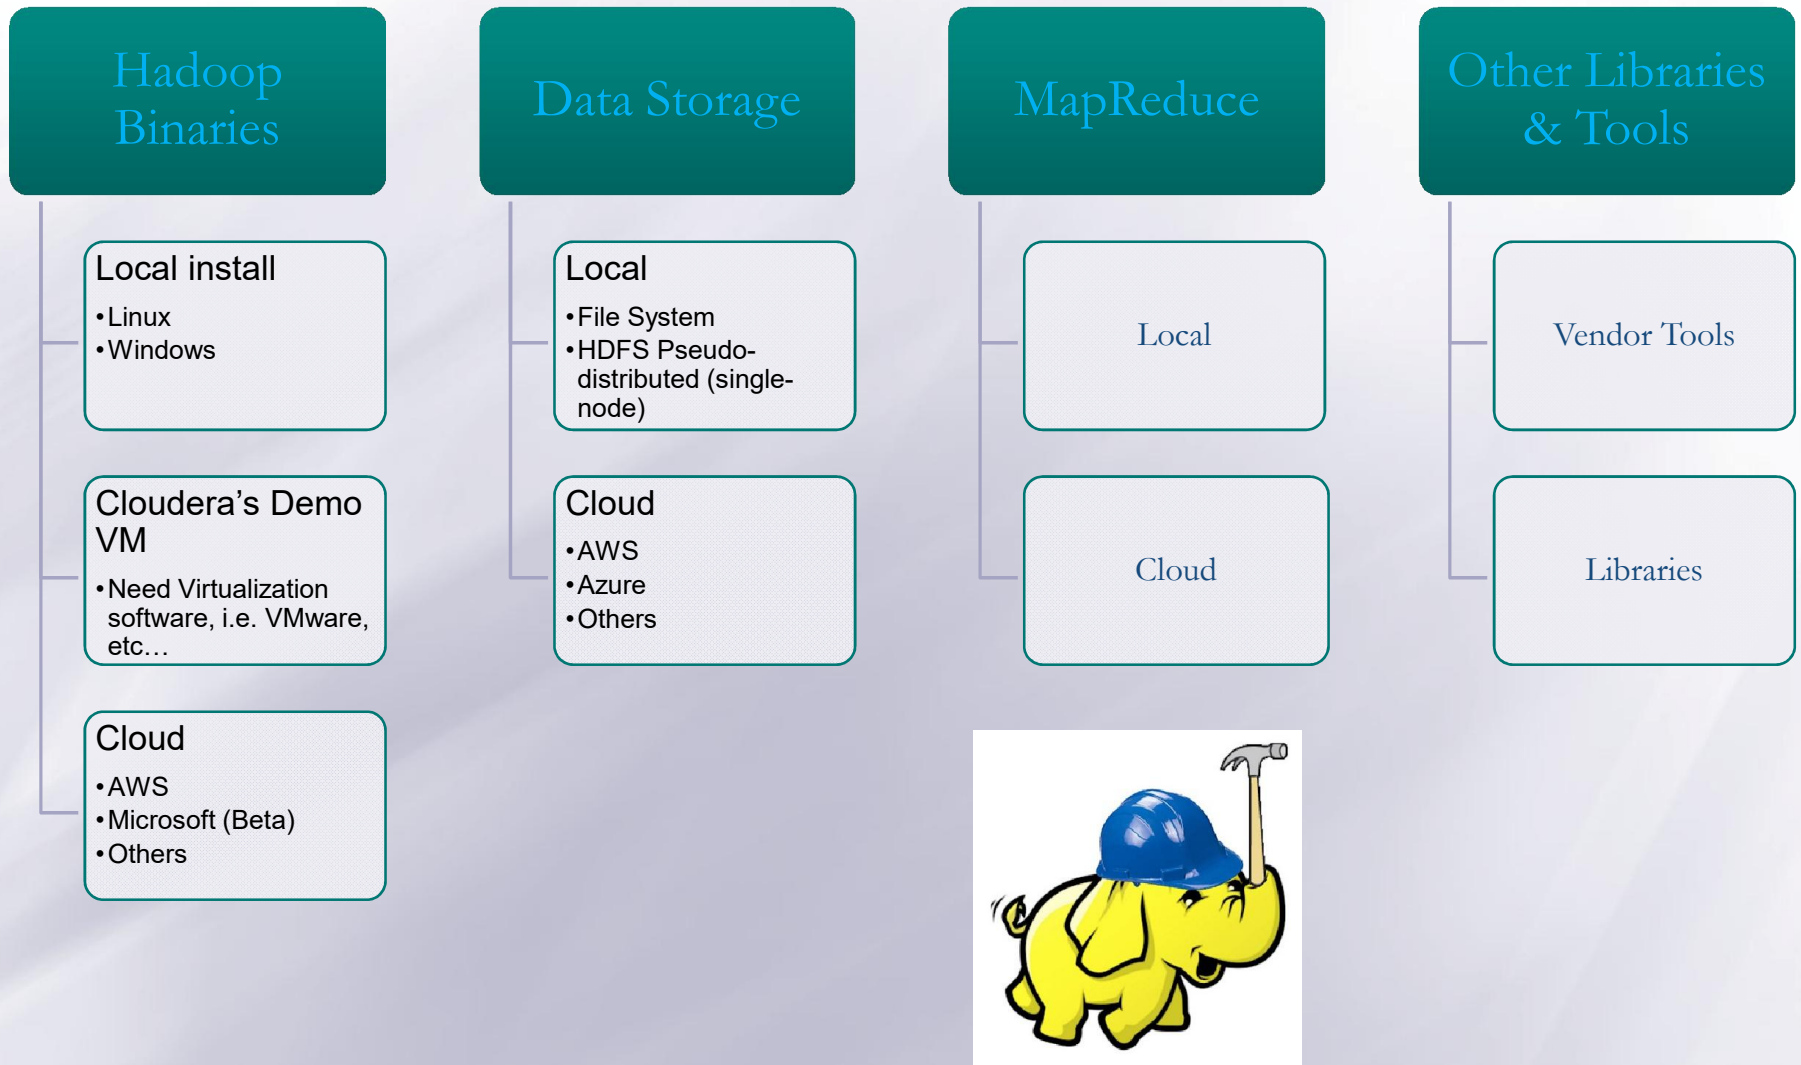 Hadoop
Binaries
Local install
•Linux
•Windows
Cloudera’s Demo
VM
•Need Virtualization
software, i.e. VMware,
etc…
Cloud
•AWS
•Microsoft (Beta)
•Others
Data Storage
Local
•File System
•HDFS Pseudo-
distributed (single-
node)
Cloud
•AWS
•Azure
•Others
MapReduce
Local
Cloud
Other Libraries
& Tools
Vendor Tools
Libraries